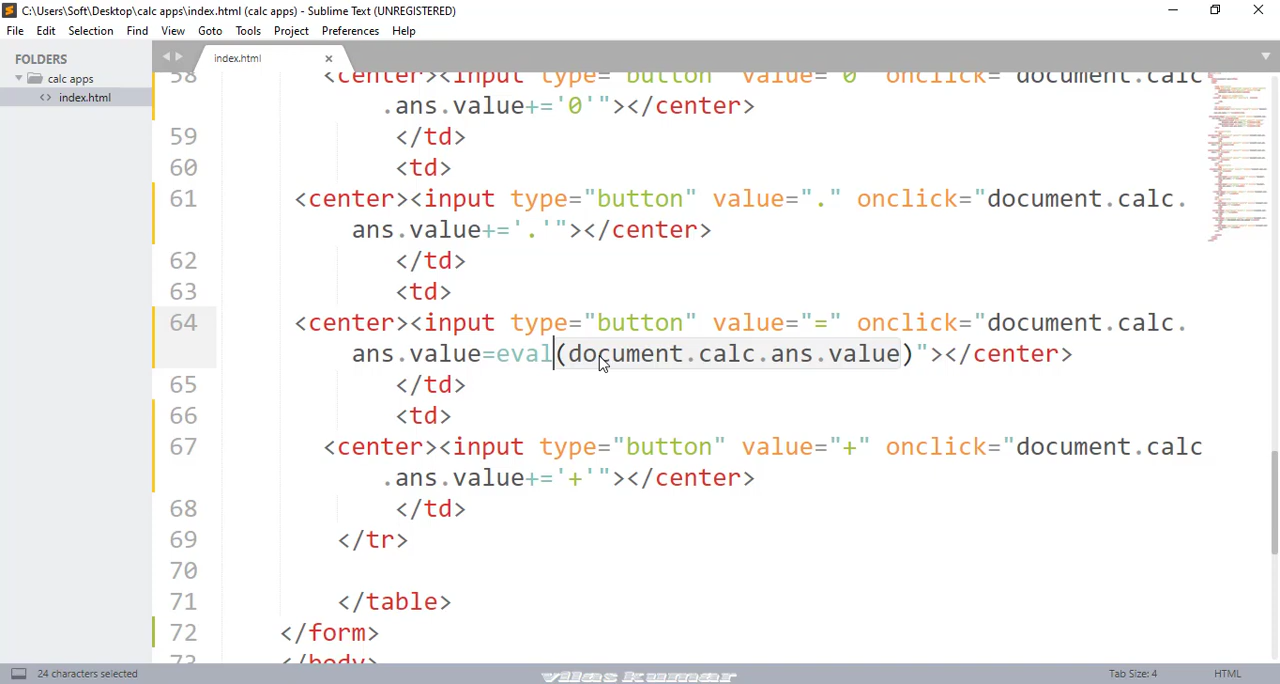 C:\Users\Soft\Desktop\calc apps\index.html (calc apps) - Sublime Text (UNREGISTERED)
File Edit Selection Find View Goto Tools Project Preferences Help
FOLDERS
calc apps
index.html
index.html
58 <center><input type="button" value="0" onclick="document.calc
.ans.value+='0'"></center>
59 </td>
60 <td>
61 <center><input type="button" value="." onclick="document.calc.
ans.value+='.'"></center>
62 </td>
63 <td>
64 <center><input type="button" value="=" onclick="document.calc.
ans.value=eval(document.calc.ans.value)"></center>
65 </td>
66 <td>
67 <center><input type="button" value="+" onclick="document.calc
.ans.value+='+'"></center>
68 </td>
69 </tr>
70
71 </table>
72 </form>
73 </body>
24 characters selected
vilas kumar
Tab Size: 4
HTML